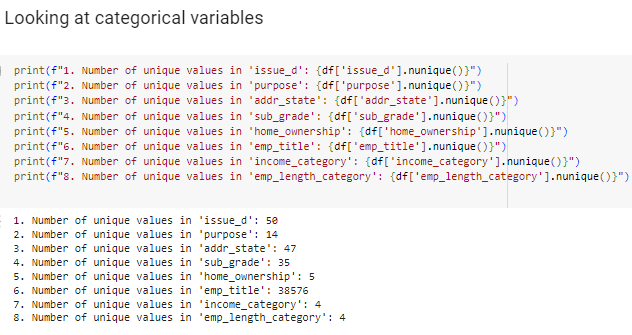 Looking at categorical variables
print(f"1. Number of unique values in 'issue_d': {df['issue_d'].nunique()}")
print(f"2. Number of unique values in 'purpose': {df['purpose'].nunique()}")
print(f"3. Number of unique values in 'addr_state': {df['addr_state'].nunique()}")
print(f"4. Number of unique values in 'sub_grade': {df['sub_grade'].nunique()}")
print(f"5. Number of unique values in 'home_ownership': {df['home_ownership'].nunique()}")
print(f"6. Number of unique values in 'emp_title': {df['emp_title'].nunique()}")
print(f"7. Number of unique values in 'income_category': {df['income_category'].nunique()}")
print(f"8. Number of unique values in 'emp_length_category': {df['emp_length_category'].nunique()}")
1. Number of unique values in 'issue_d': 50
2. Number of unique values in 'purpose': 14
3. Number of unique values in 'addr_state': 47
4. Number of unique values in 'sub_grade': 35
5. Number of unique values in 'home_ownership': 5
6. Number of unique values in 'emp_title': 38576
7. Number of unique values in 'income_category': 4
8. Number of unique values in 'emp_length_category': 4